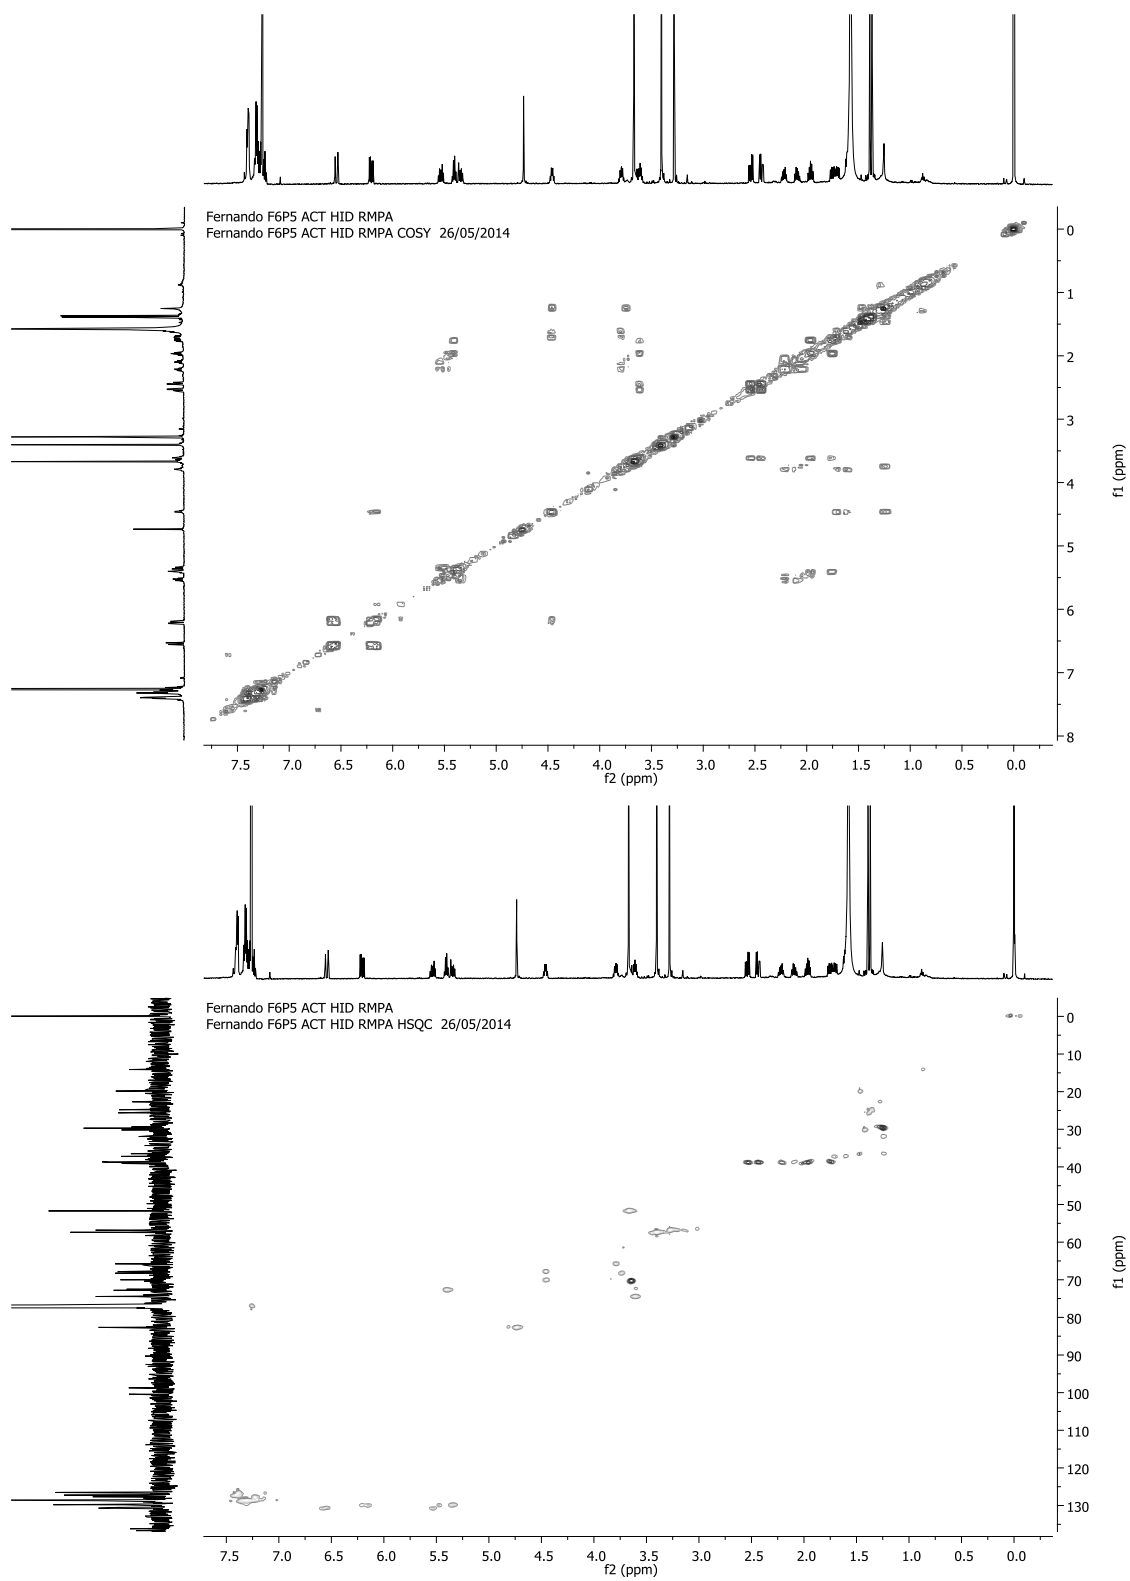 Fernando F6P5 ACT HID RMPA
Fernando F6P5 ACT HID RMPA COSY 26/05/2014
0
1
2
3
4
5
6
7
8
f1 (ppm)
7.5 7.0 6.5 6.0 5.5 5.0 4.5 4.0 3.5 3.0 2.5 2.0 1.5 1.0 0.5 0.0
f2 (ppm)
Fernando F6P5 ACT HID RMPA
Fernando F6P5 ACT HID RMPA HSQC 26/05/2014
0
10
20
30
40
50
60
70
80
90
100
110
120
130
f1 (ppm)
7.5 7.0 6.5 6.0 5.5 5.0 4.5 4.0 3.5 3.0 2.5 2.0 1.5 1.0 0.5 0.0
f2 (ppm)